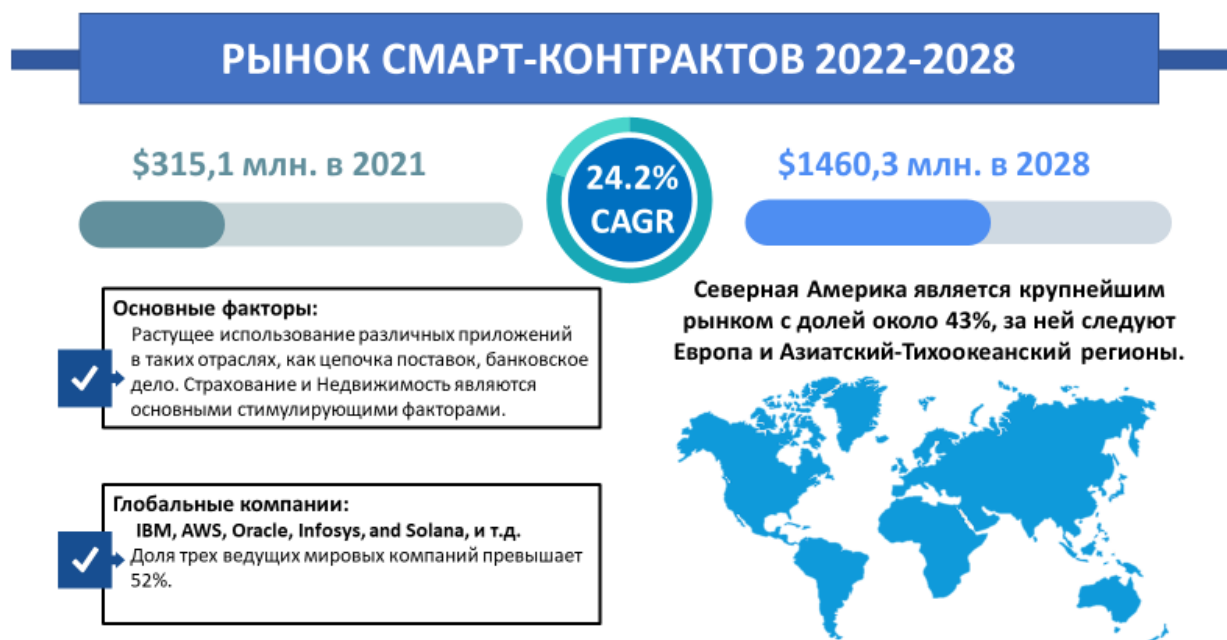 РЫНОК СМАРТ-КОНТРАКТОВ 2022-2028
$315,1 млн. в 2021
24.2%
CAGR
$1460,3 млн. в 2028
Основные факторы:
Растущее использование различных приложений
в таких отраслях, как цепочка поставок, банковское
дело. Страхование и Недвижимость являются
основными стимулирующими факторами.
Глобальные компании:
IBM, AWS, Oracle, Infosys, and Solana, и т.д.
Доля трех ведущих мировых компаний превышает
52%.
Северная Америка является крупнейшим
рынком с долей около 43%, за ней следуют
Европа и Азиатский-Тихоокеанский регионы.